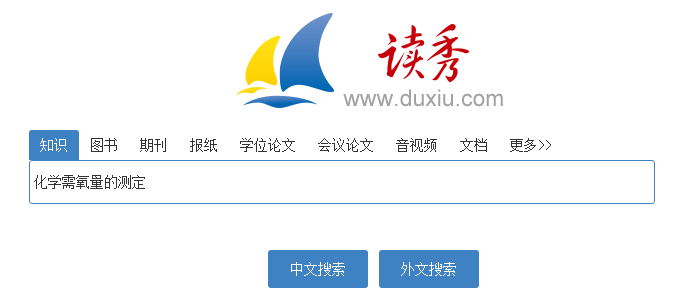 读秀
www.duxiu.com
知识 图书 期刊 报纸 学位论文 会议论文 音视频 文档 更多>>
化学需氧量的测定
中文搜索 外文搜索